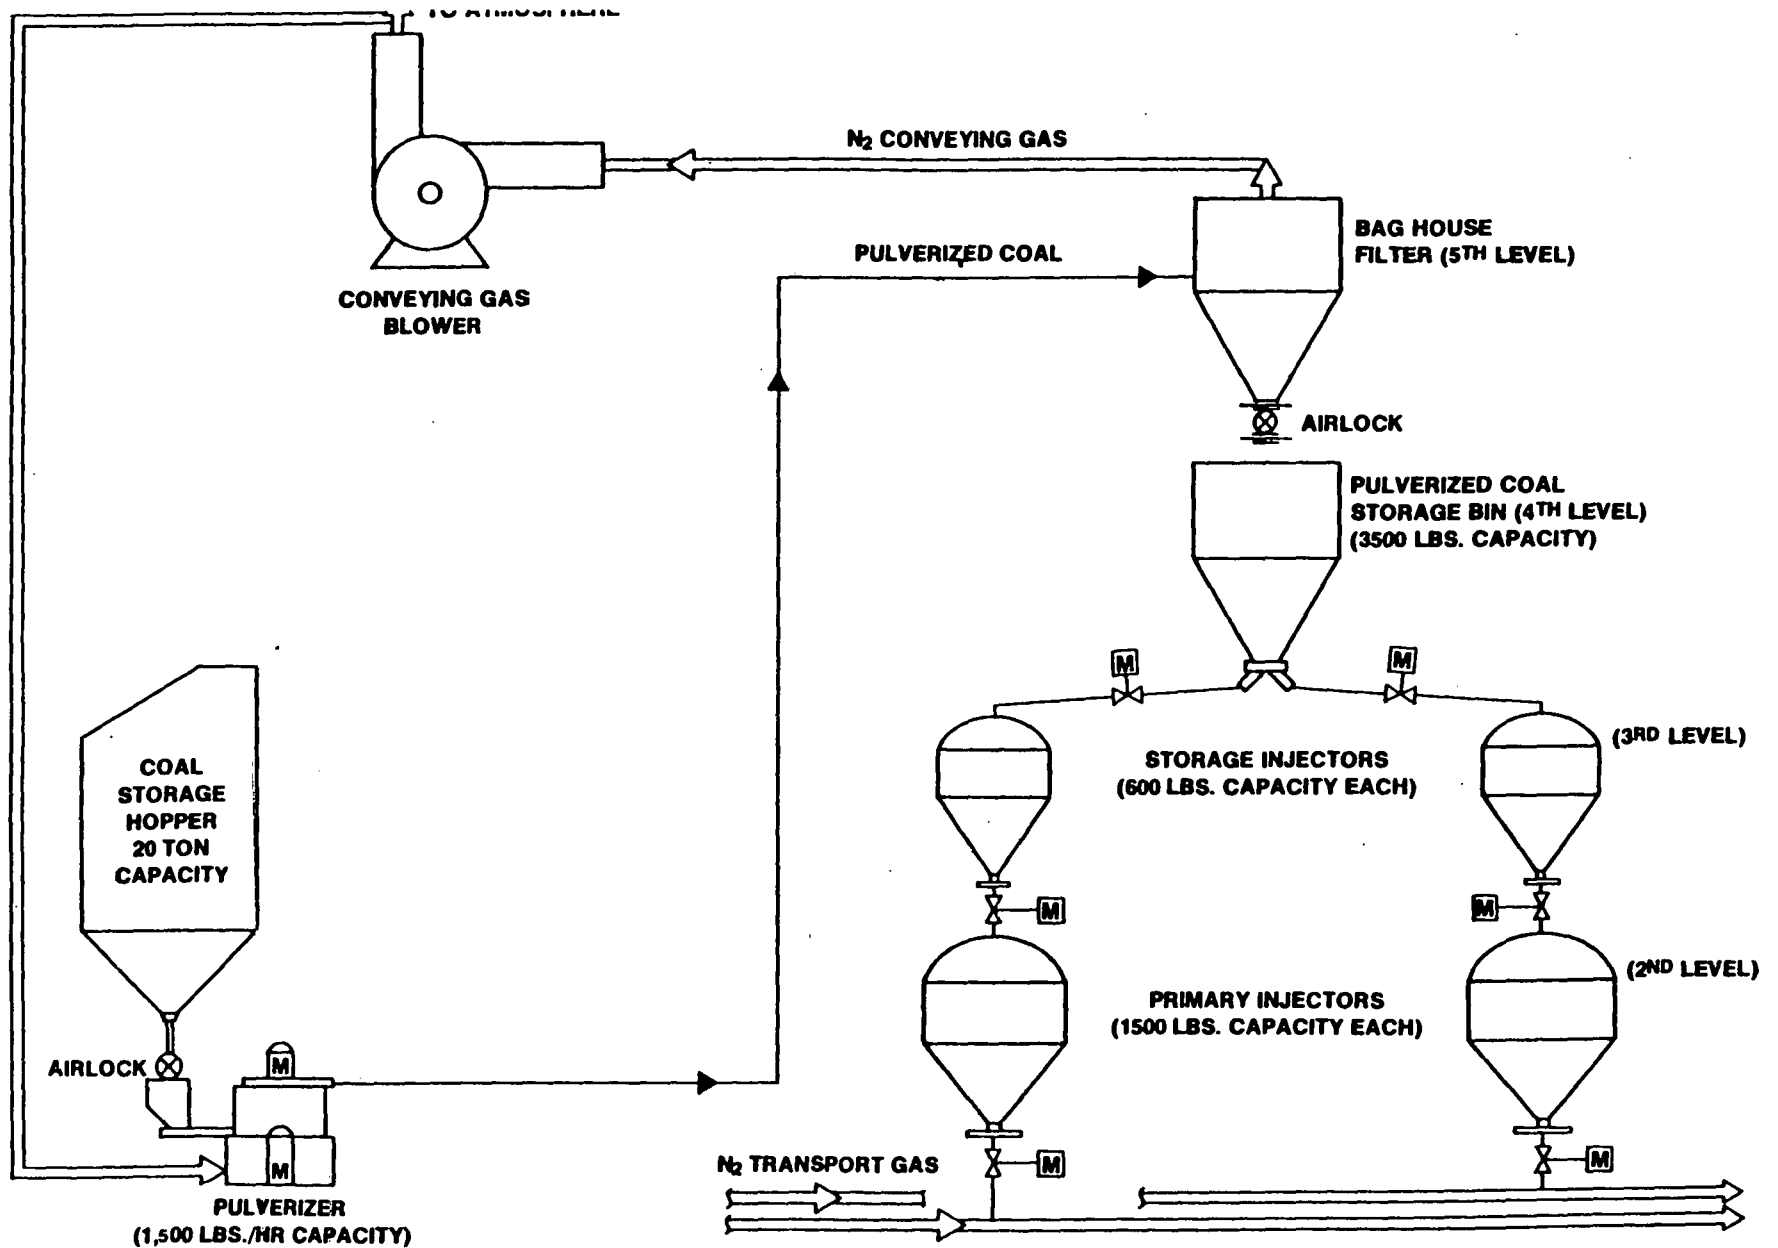 TO ATMOSPHERE
N2 CONVEYING GAS
BAG HOUSE
FILTER (5TH LEVEL)
PULVERIZED COAL
CONVEYING GAS
BLOWER
AIRLOCK
PULVERIZED COAL
STORAGE BIN (4TH LEVEL)
(3500 LBS. CAPACITY)
M
M
(3RD LEVEL)
STORAGE INJECTORS
(600 LBS. CAPACITY EACH)
COAL
STORAGE
HOPPER
20 TON
CAPACITY
M
M
(2ND LEVEL)
PRIMARY INJECTORS
(1500 LBS. CAPACITY EACH)
AIRLOCK
M
M
N2 TRANSPORT GAS
M
M
PULVERIZER
(1,500 LBS./HR CAPACITY)